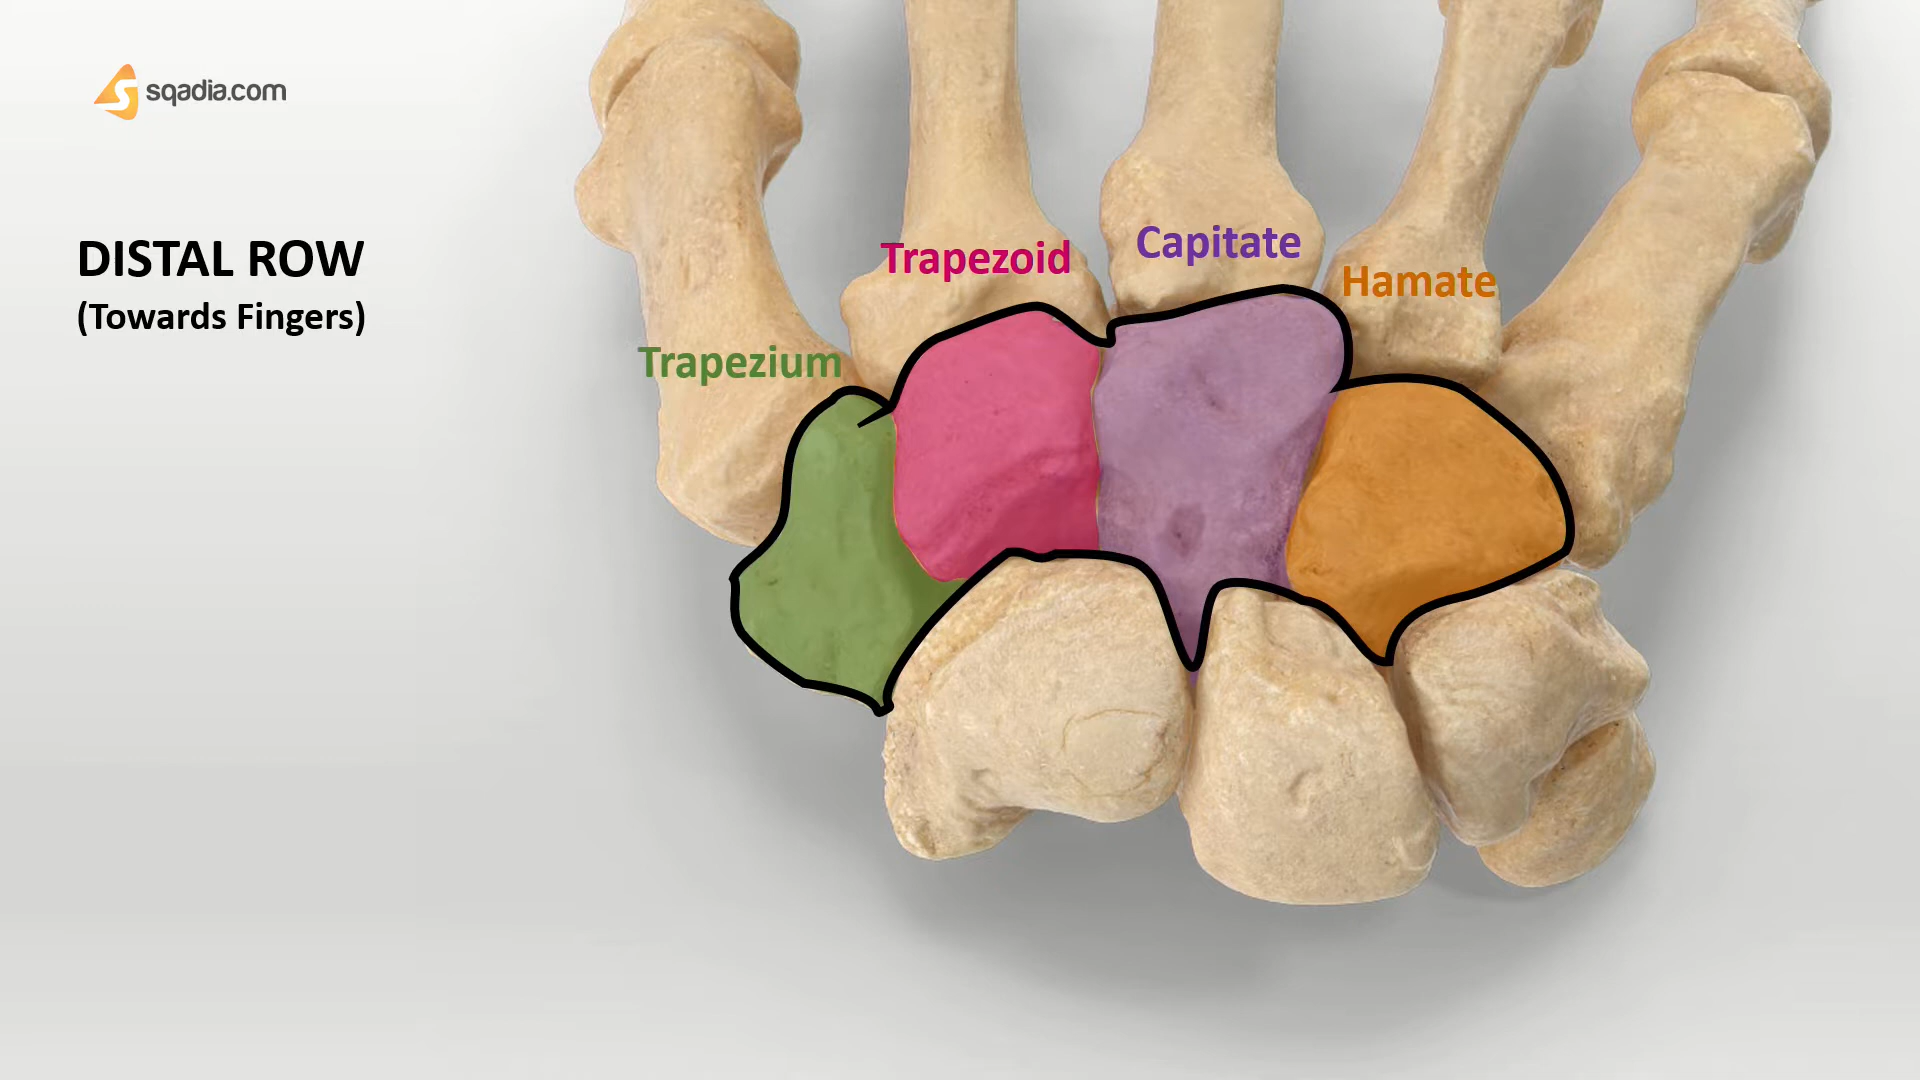 sqadia.com
DISTAL ROW
(Towards Fingers)
Trapezium
Trapezoid
Capitate
Hamate